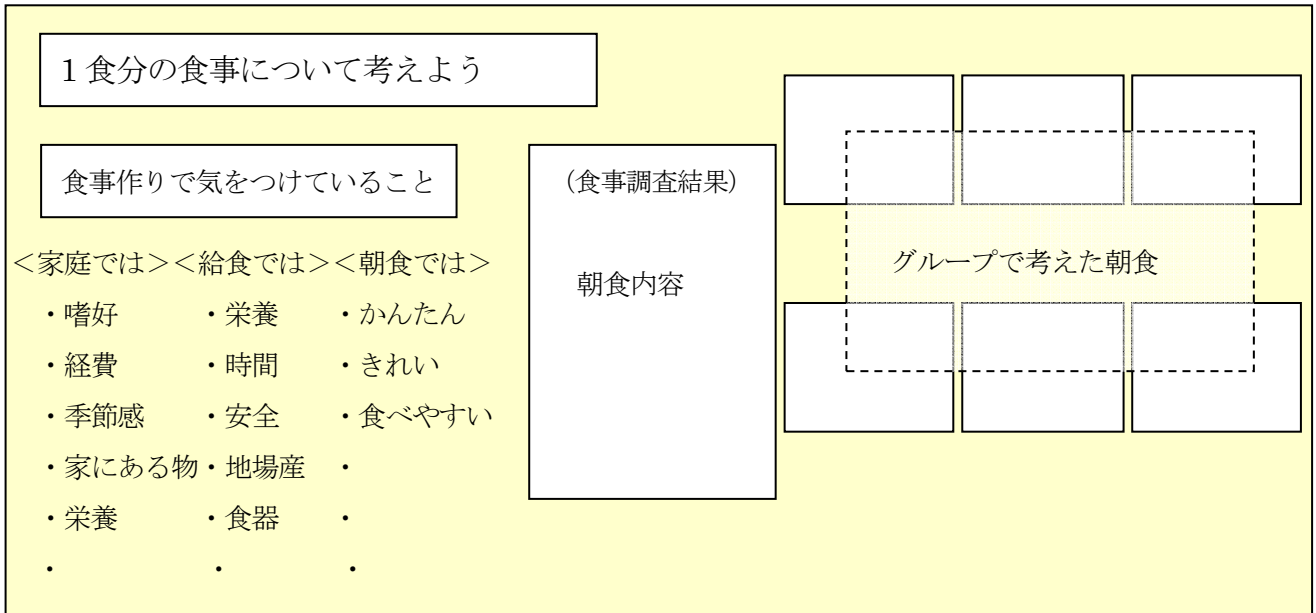 1食分の食事について考えよう
食事作りで気をつけていること
<家庭では><給食では><朝食では>
・嗜好 ・栄養 ・かんたん
・経費 ・時間 ・きれい
・季節感 ・安全 ・食べやすい
・家にある物・地場産 ・
・栄養 ・食器 ・
・ ・ ・
(食事調査結果)
朝食内容
グループで考えた朝食